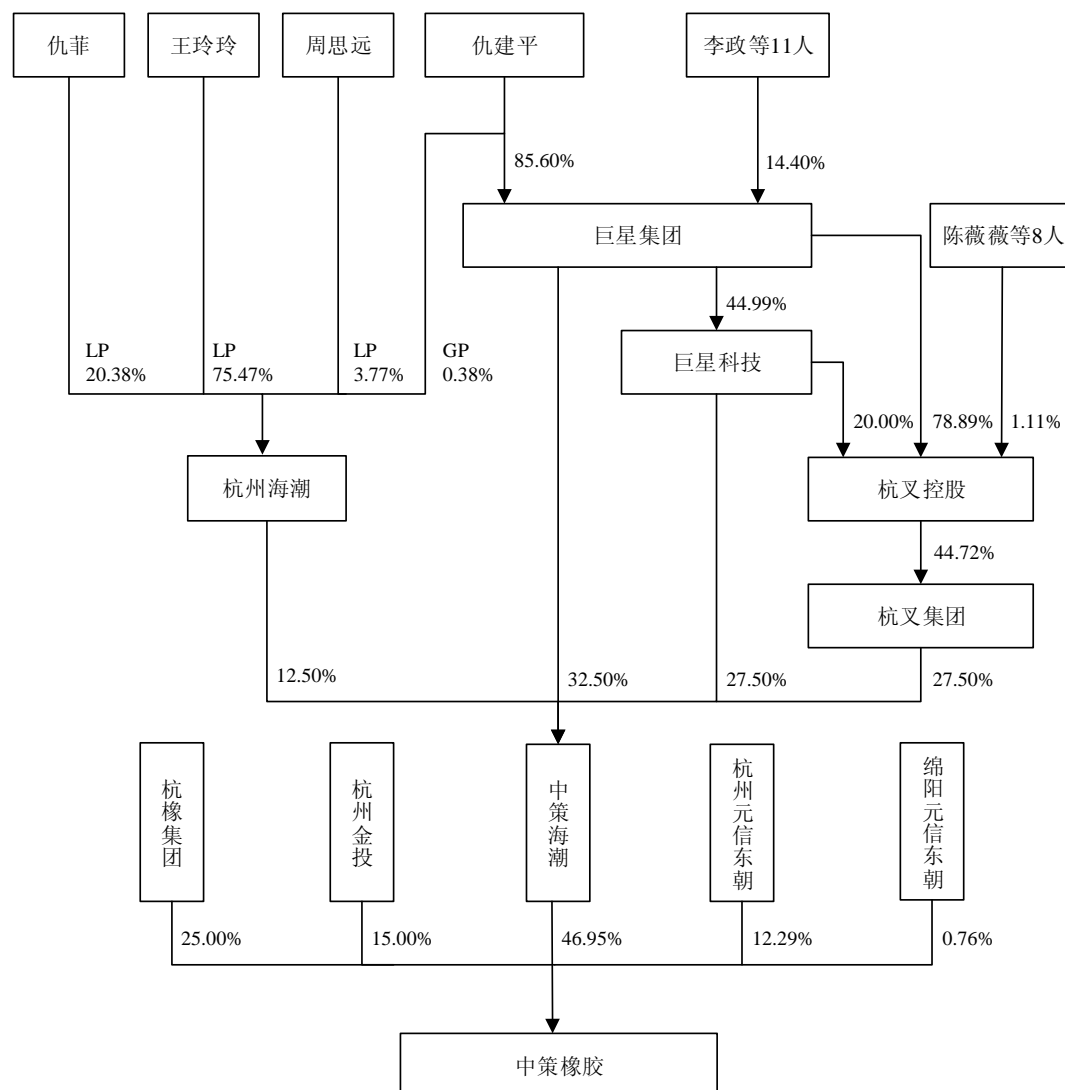 仇菲
王玲玲
周思远
仇建平
李政等11人
85.60%
14.40%
巨星集团
陈薇薇等8人
44.99%
巨星科技
LP
20.38%
LP
75.47%
LP
3.77%
GP
0.38%
20.00%
78.89%
1.11%
杭州海潮
杭叉控股
44.72%
杭叉集团
12.50%
32.50%
27.50%
27.50%
杭橡集团
杭州金投
中策海潮
杭州元信东朝
绵阳元信东朝
25.00%
15.00%
46.95%
12.29%
0.76%
中策橡胶